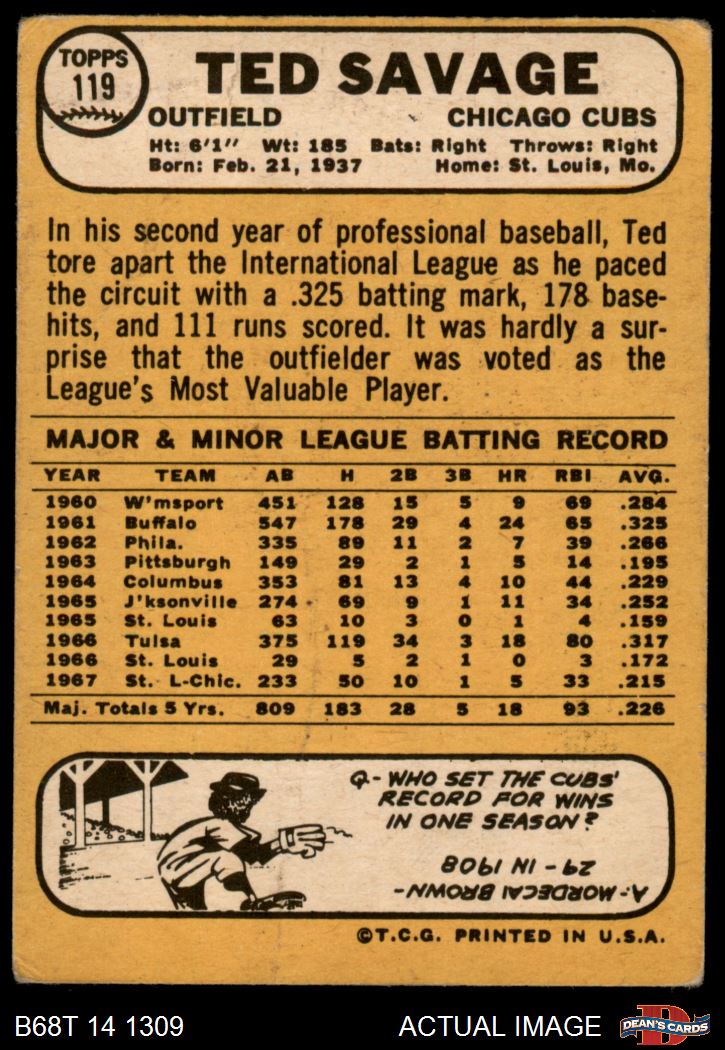 TOPPS
119
TED SAVAGE
OUTFIELD CHICAGO CUBS
Ht: 6'1" Wt: 185 Bats: Right Throws: Right
Born: Feb. 21, 1937 Home: St. Louis, Mo.
In his second year of professional baseball, Ted
tore apart the International League as he paced
the circuit with a .325 batting mark, 178 base-
hits, and 111 runs scored. It was hardly a sur-
prise that the outfielder was voted as the
League's Most Valuable Player.
MAJOR & MINOR LEAGUE BATTING RECORD
YEAR TEAM AB H 2B 3B HR RBI AVG.
1960 W'msport 451 128 15 5 9 69 .284
1961 Buffalo 547 178 29 4 24 65 .325
1962 Phila. 335 89 11 2 7 39 .266
1963 Pittsburgh 149 29 2 1 5 14 .195
1964 Columbus 353 81 13 4 10 44 .229
1965 J'ksonville 274 69 9 1 11 34 .252
1965 St. Louis 63 10 3 0 1 4 .159
1966 Tulsa 375 119 34 3 18 80 .317
1966 St. Louis 29 5 2 1 0 3 .172
1967 St. L-Chic. 233 50 10 1 5 33 .215
Maj. Totals 5 Yrs. 809 183 28 5 18 93 .226
Q- WHO SET THE CUBS'
RECORD FOR WINS
IN ONE SEASON?
A: MORDECAI BROWN-
29 - IN 1908
©T.C.G. PRINTED IN U.S.A.
B68T 14 1309 ACTUAL IMAGE
D
DEAN'S CARDS